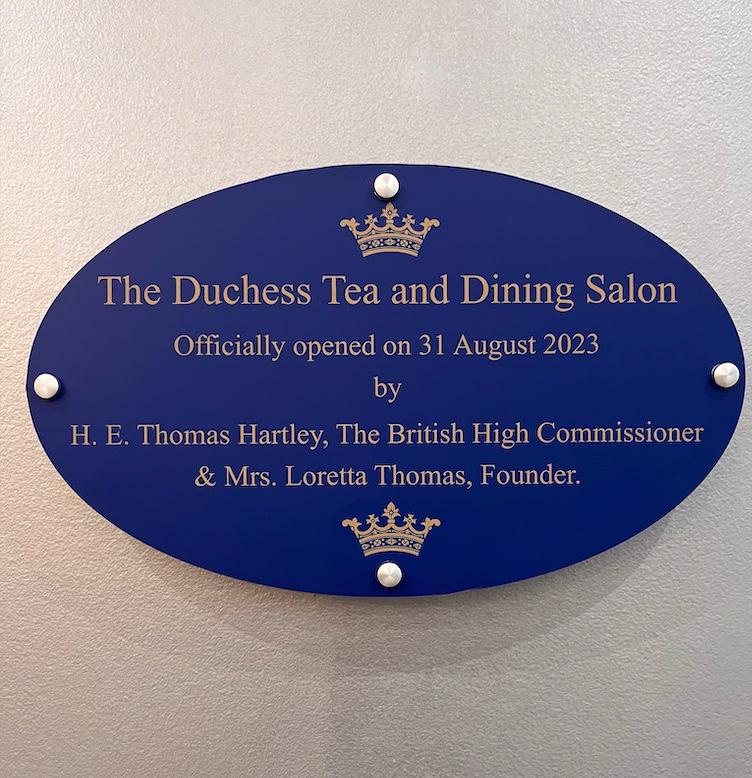 The Duchess Tea and Dining Salon
Officially opened on 31 August 2023
by
H. E. Thomas Hartley, The British High Commissioner
& Mrs. Loretta Thomas, Founder.